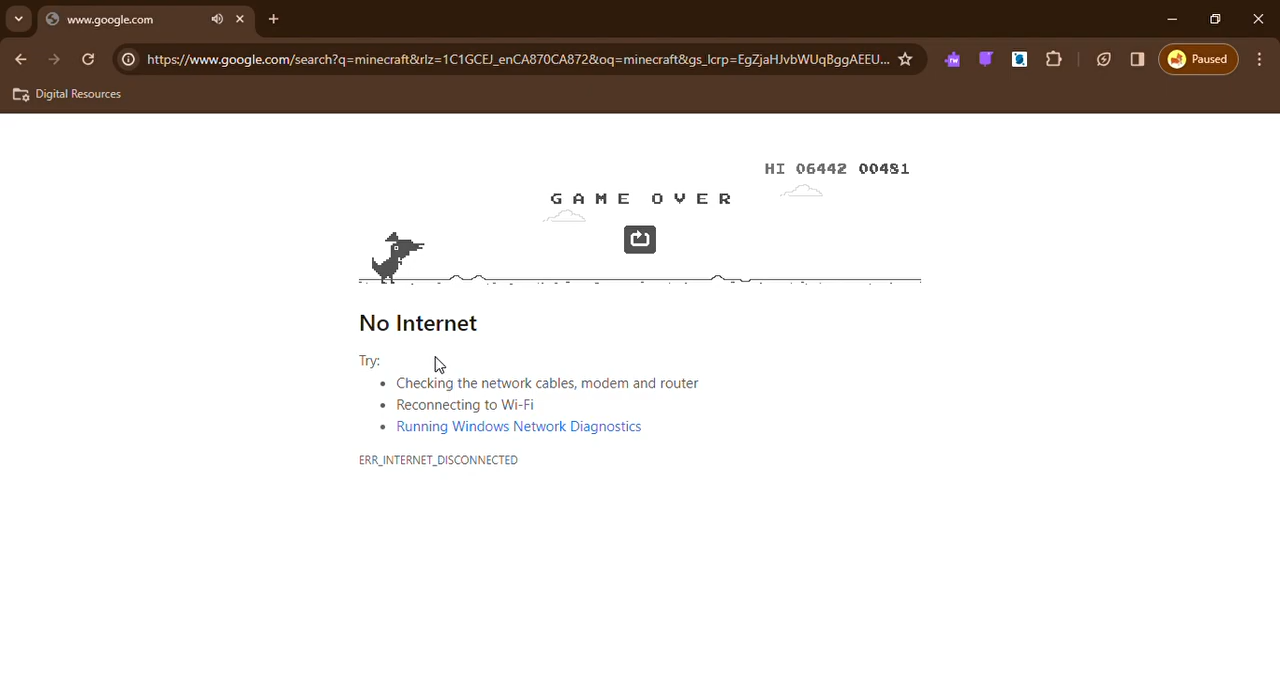 www.google.com
https://www.google.com/search?q=minecraft&rlz=1C1GCEJ_enCA870CA872&oq=minecraft&gs_lcrp=EgZjaHJvbWUqBggAEEU...
rw
Paused
Digital Resources
HI 06442 00481
GAME OVER
No Internet
Try:
• Checking the network cables, modem and router
• Reconnecting to Wi-Fi
• Running Windows Network Diagnostics
ERR_INTERNET_DISCONNECTED